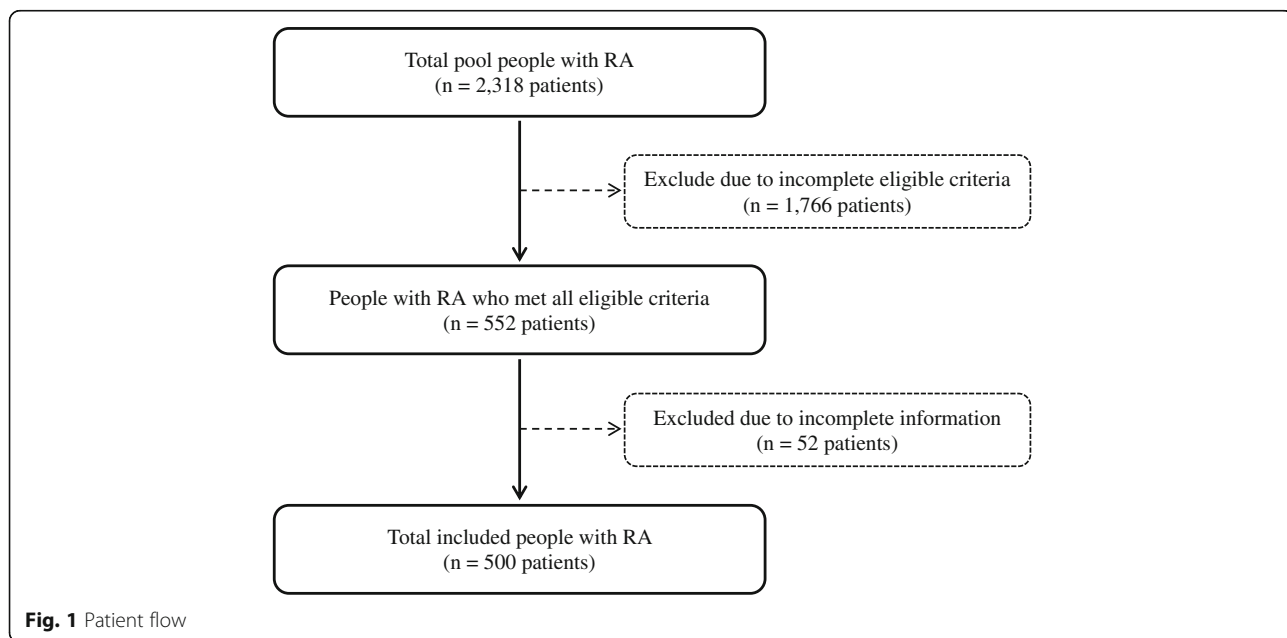 Total pool people with RA
(n = 2,318 patients)
Exclude due to incomplete eligible criteria
(n = 1,766 patients)
People with RA who met all eligible criteria
(n = 552 patients)
Excluded due to incomplete information
(n = 52 patients)
Total included people with RA
(n = 500 patients)
Fig. 1 Patient flow